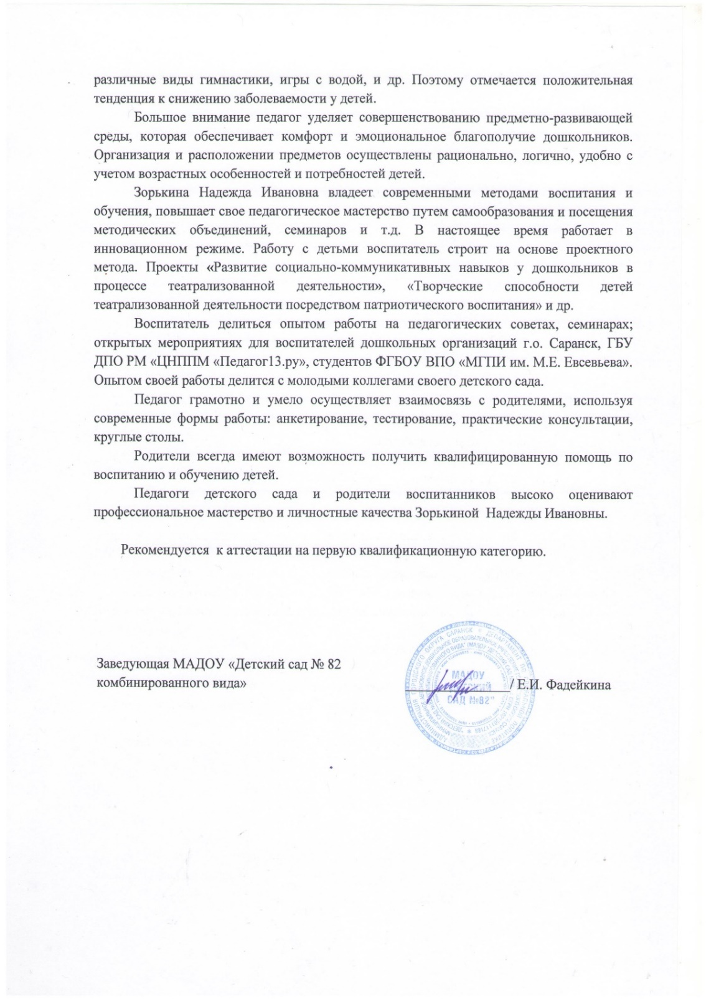 различные виды гимнастики, игры с водой, и др. Поэтому отмечается положительная
тенденция к снижению заболеваемости у детей.
Большое внимание педагог уделяет совершенствованию предметно-развивающей
среды, которая обеспечивает комфорт и эмоциональное благополучие дошкольников.
Организация и расположении предметов осуществлены рационально, логично, удобно с
учетом возрастных особенностей и потребностей детей.
Зорькина Надежда Ивановна владеет современными методами воспитания и
обучения, повышает свое педагогическое мастерство путем самообразования и посещения
методических объединений, семинаров и т.д. В настоящее время работает в
инновационном режиме. Работу с детьми воспитатель строит на основе проектного
метода. Проекты «Развитие социально-коммуникативных навыков у дошкольников в
процессе театрализованной деятельности», «Творческие способности детей
театрализованной деятельности посредством патриотического воспитания» и др.
Воспитатель делиться опытом работы на педагогических советах, семинарах;
открытых мероприятиях для воспитателей дошкольных организаций г.о. Саранск, ГБУ
ДПО РМ «ЦНППМ «Педагог13.ру», студентов ФГБОУ ВПО «МГПИ им. М.Е. Евсевьева».
Опытом своей работы делится с молодыми коллегами своего детского сада.
Педагог грамотно и умело осуществляет взаимосвязь с родителями, используя
современные формы работы: анкетирование, тестирование, практические консультации,
круглые столы.
Родители всегда имеют возможность получить квалифицированную помощь по
воспитанию и обучению детей.
Педагоги детского сада и родители воспитанников высоко оценивают
профессиональное мастерство и личностные качества Зорькиной Надежды Ивановны.
Рекомендуется к аттестации на первую квалификационную категорию.
Заведующая МАДОУ «Детский сад № 82
комбинированного вида»
/ Е.И. Фадейкина
АДМИНИСТРАЦИЯ ГОРОДСКОГО ОКРУГА САРАНСК * ДЕПАРТАМЕНТ ПО СОЦИАЛЬНОЙ ПОЛИТИКЕ
МАДОУ
"ДЕТСКИЙ
САД №82"